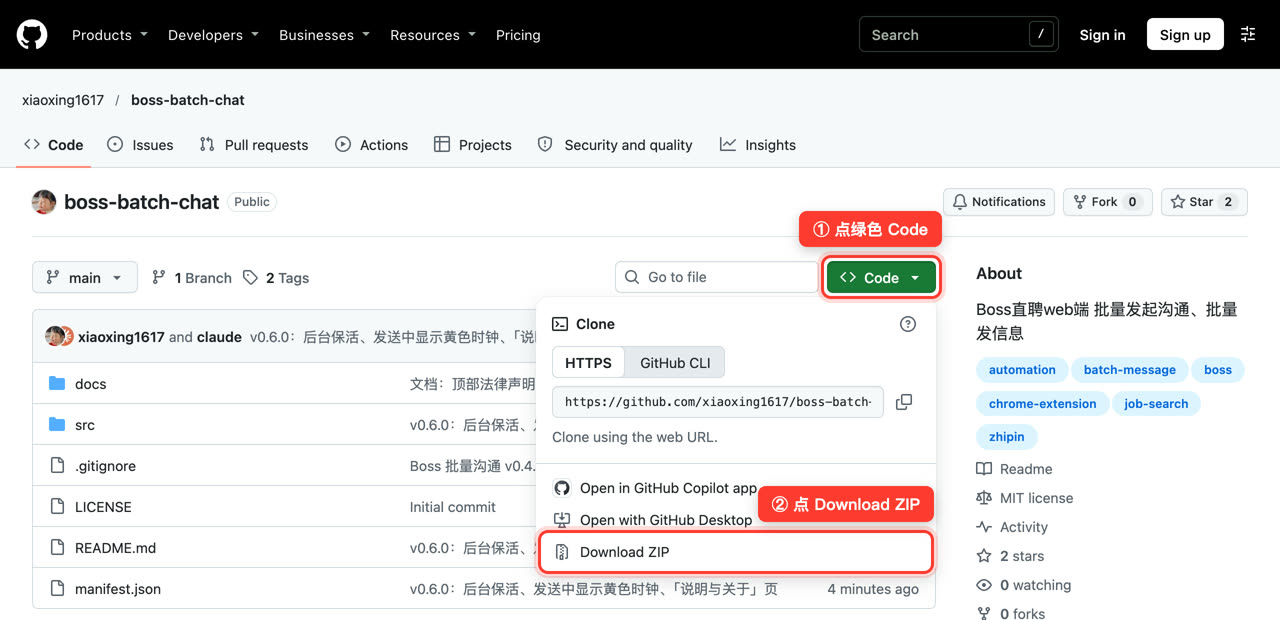 Products Developers Businesses Resources Pricing Search / Sign in Sign up
xiaoxing1617 / boss-batch-chat
Code Issues Pull requests Actions Projects Security and quality Insights
boss-batch-chat Public Notifications Fork 0 Star 2
① 点绿色 Code
main 1 Branch 2 Tags Go to file Code
xiaoxing1617 and claude v0.6.0：后台保活、发送中显示黄色时钟、「说
docs 文档：顶部法律声明
src v0.6.0：后台保活、
.gitignore Boss 批量沟通 v0.4.
LICENSE Initial commit
README.md v0.6.0：后台保活、
manifest.json v0.6.0：后台保活、发送中显示黄色时钟、「说明与关于」页 4 minutes ago
Clone
HTTPS GitHub CLI
https://github.com/xiaoxing1617/boss-batch-
Clone using the web URL.
Open in GitHub Copilot app
② 点 Download ZIP
Open with GitHub Desktop
Download ZIP
About
Boss直聘web端 批量发起沟通、批量
发信息
automation batch-message boss
chrome-extension job-search
zhipin
Readme
MIT license
Activity
2 stars
0 watching
0 forks